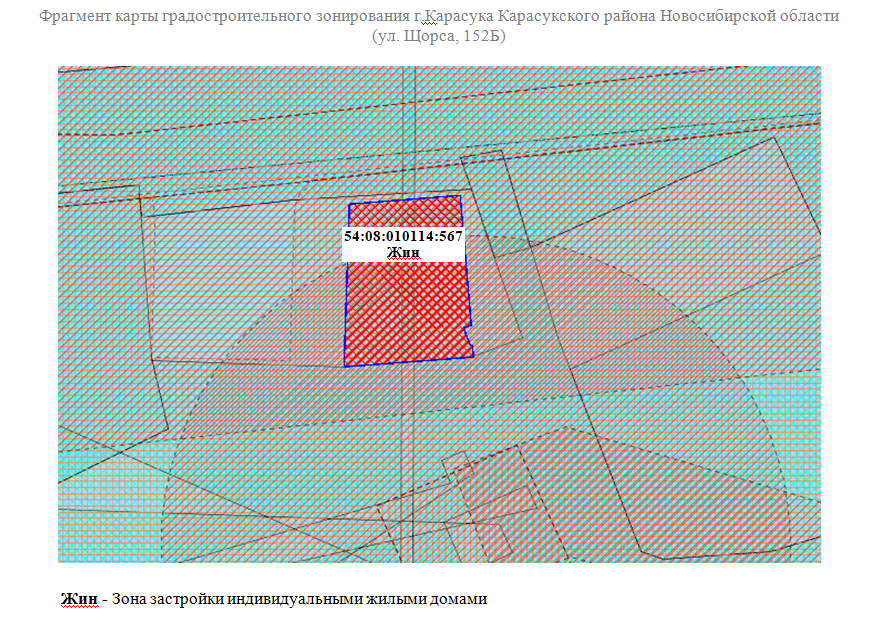 Фрагмент карты градостроительного зонирования г.Карасука Карасукского района Новосибирской области
(ул. Щорса, 152Б)
54:08:010114:567
Жин
Жин - Зона застройки индивидуальными жилыми домами